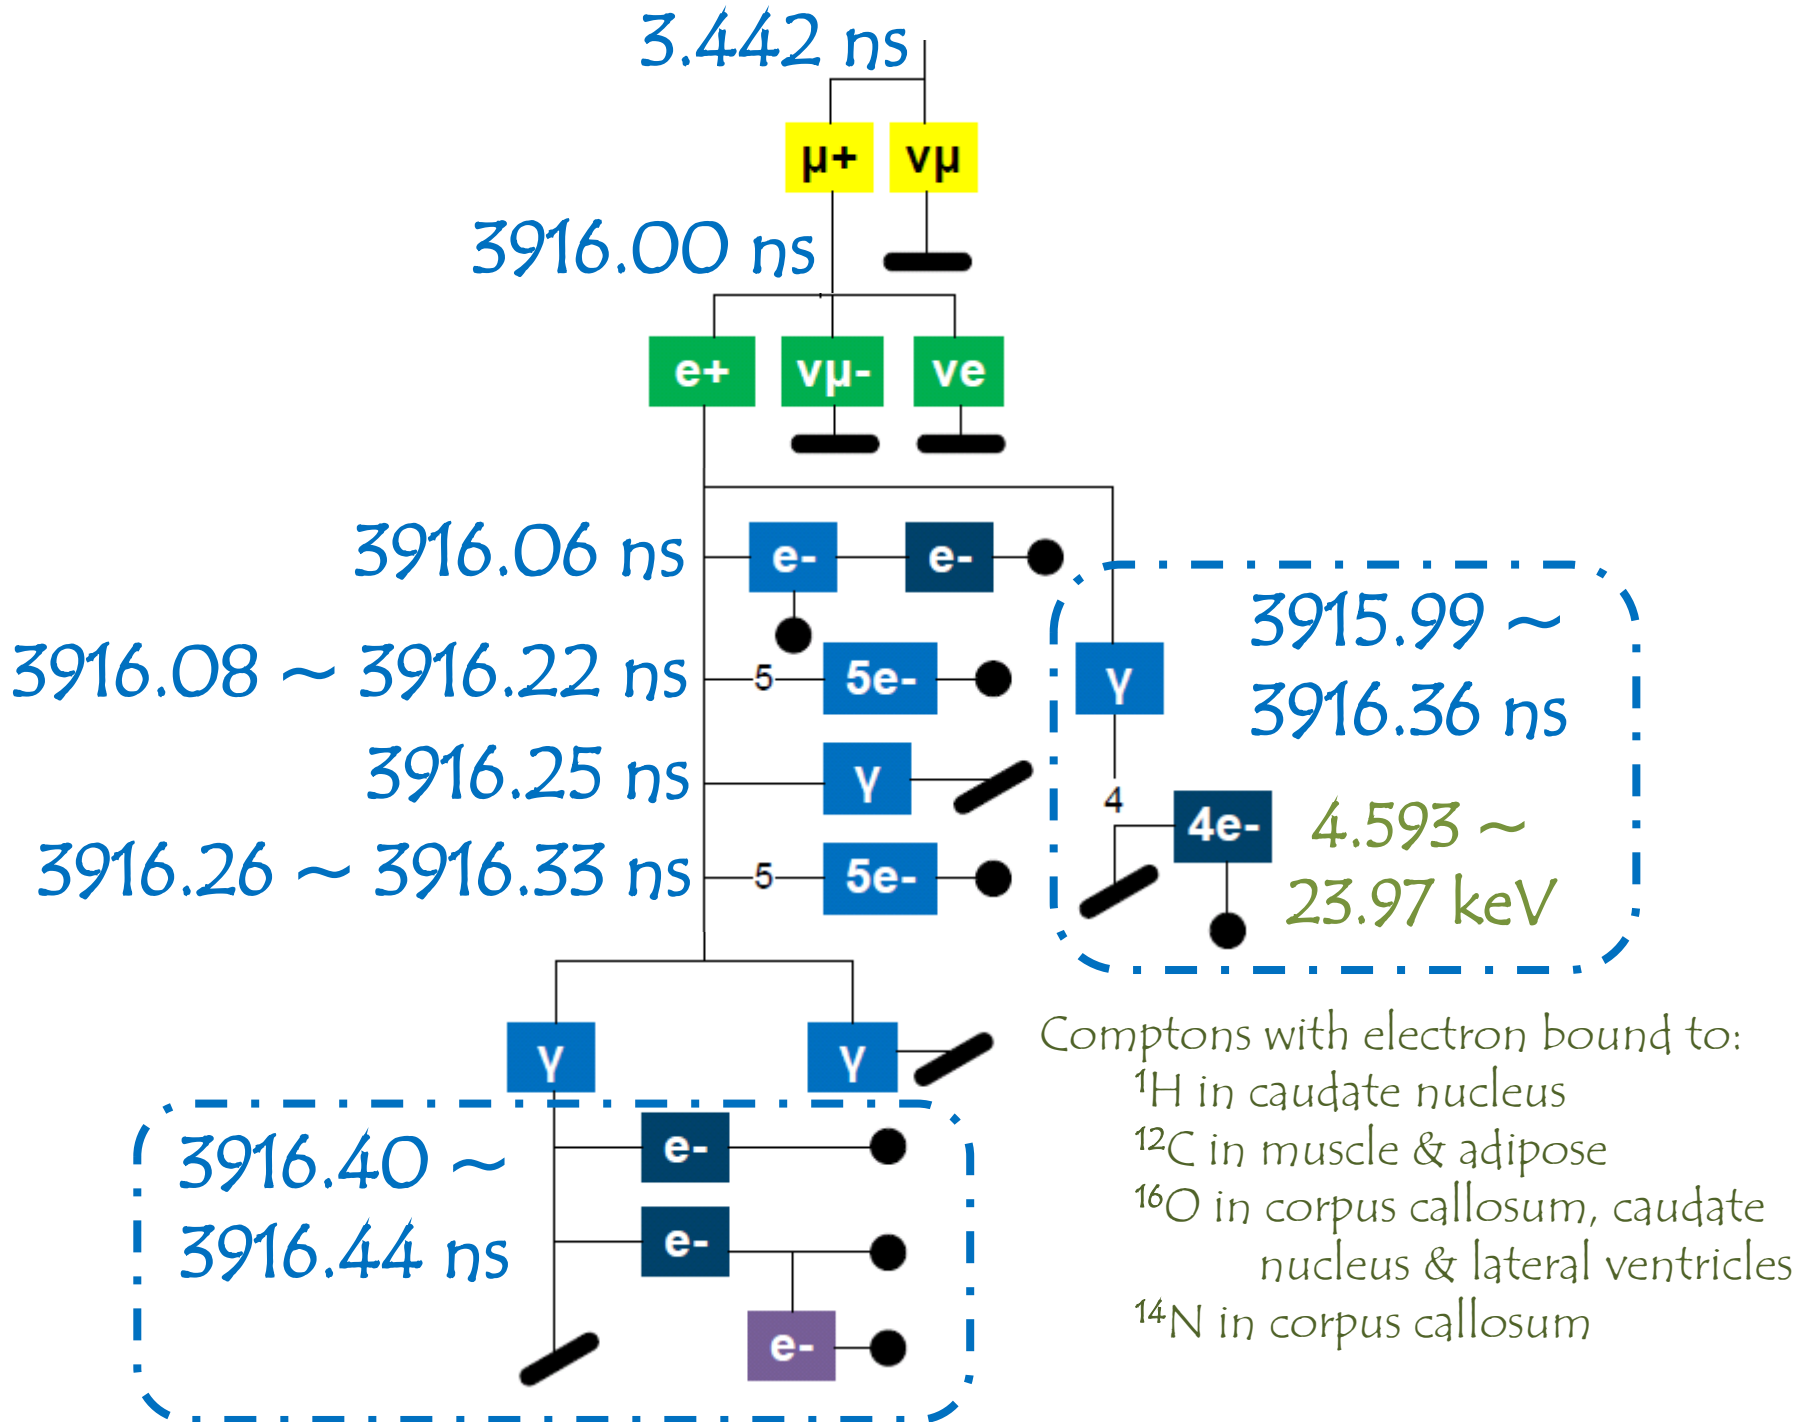 3.442 ns
μ+ νμ
3916.00 ns
e+ νμ- νe
3916.06 ns e- e-
3915.99 ~
3916.08 ~ 3916.22 ns 5 5e- γ
3916.36 ns
3916.25 ns γ
4 4e- 4.593 ~
3916.26 ~ 3916.33 ns 5 5e-
23.97 keV
γ γ
Comptons with electron bound to:
¹H in caudate nucleus
3916.40 ~ e-
¹²C in muscle & adipose
¹⁶O in corpus callosum, caudate
3916.44 ns e-
nucleus & lateral ventricles
¹⁴N in corpus callosum
e-